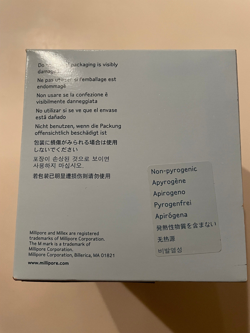 Do not use if packaging is visibly
damaged
Ne pas utiliser si l'emballage est
endommagé
Non usare se la confezione è
visibilmente danneggiata
No utilizar si se ve que el envase
está dañado
Nicht benutzen, wenn die Packung
offensichtlich beschädigt ist
包装に損傷がみられる場合は使用
しないでください
포장이 손상된 것으로 보이면
사용하지 마십시오.
若包装已明显遭损伤则请勿使用
Non-pyrogenic
Apyrogène
Apirogeno
Pyrogenfrei
Apirógena
発熱性物質を含まない
无热源
비발열성
Millipore and Millex are registered
trademarks of Millipore Corporation.
The M mark is a trademark of
Millipore Corporation.
Millipore Corporation, Billerica, MA 01821
www.millipore.com